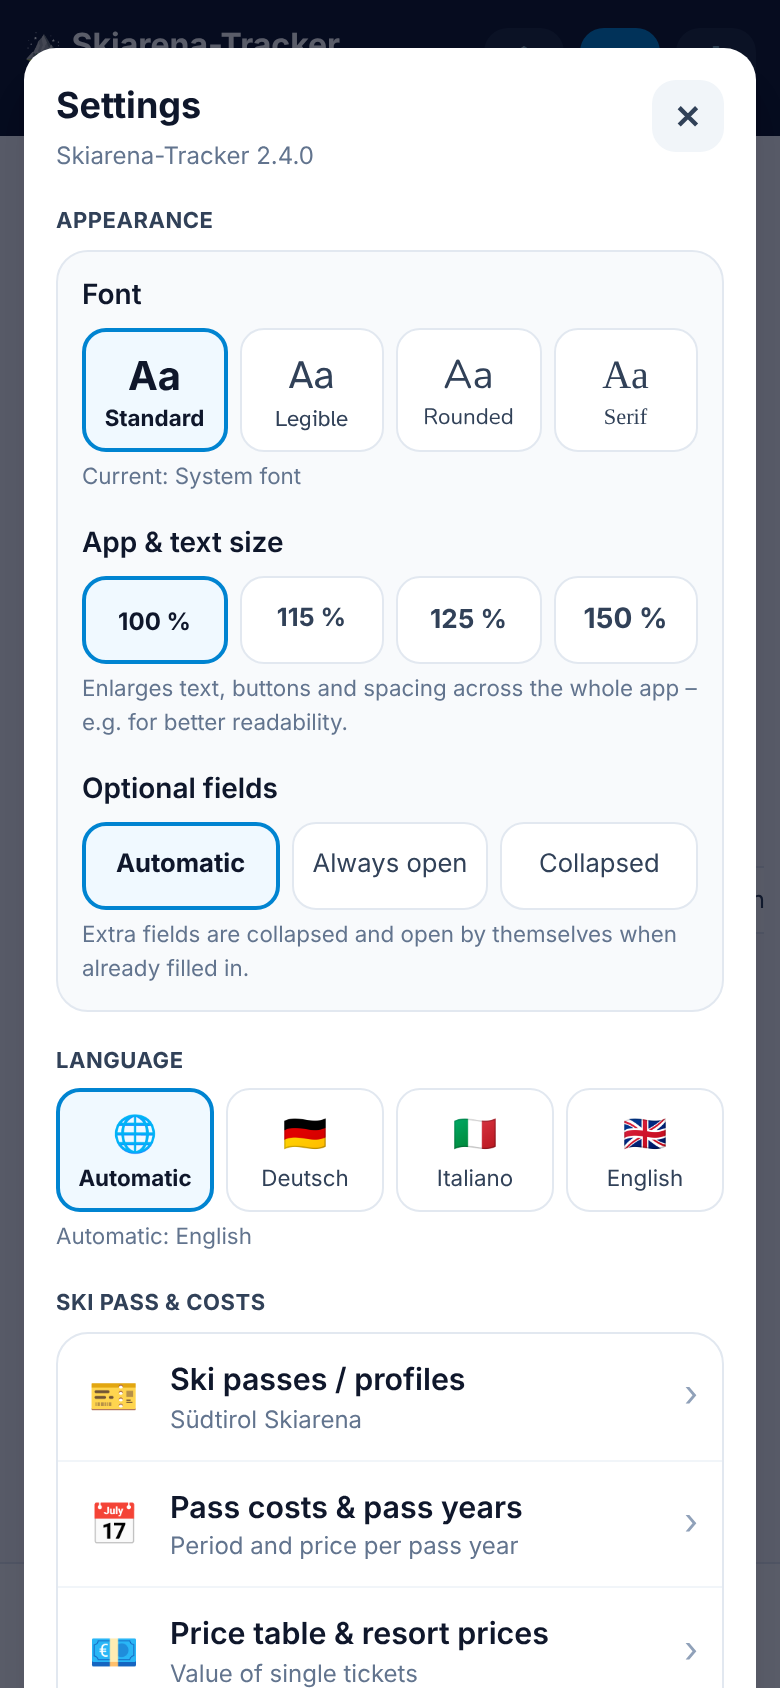 Skiarena-Tracker
Settings
Skiarena-Tracker 2.4.0
APPEARANCE
Font
Aa Aa Aa Aa
Standard Legible Rounded Serif
Current: System font
App & text size
100 % 115 % 125 % 150 %
Enlarges text, buttons and spacing across the whole app –
e.g. for better readability.
Optional fields
Automatic Always open Collapsed
Extra fields are collapsed and open by themselves when
already filled in.
LANGUAGE
Automatic Deutsch Italiano English
Automatic: English
SKI PASS & COSTS
Ski passes / profiles
Südtirol Skiarena
July
17
Pass costs & pass years
Period and price per pass year
Price table & resort prices
Value of single tickets